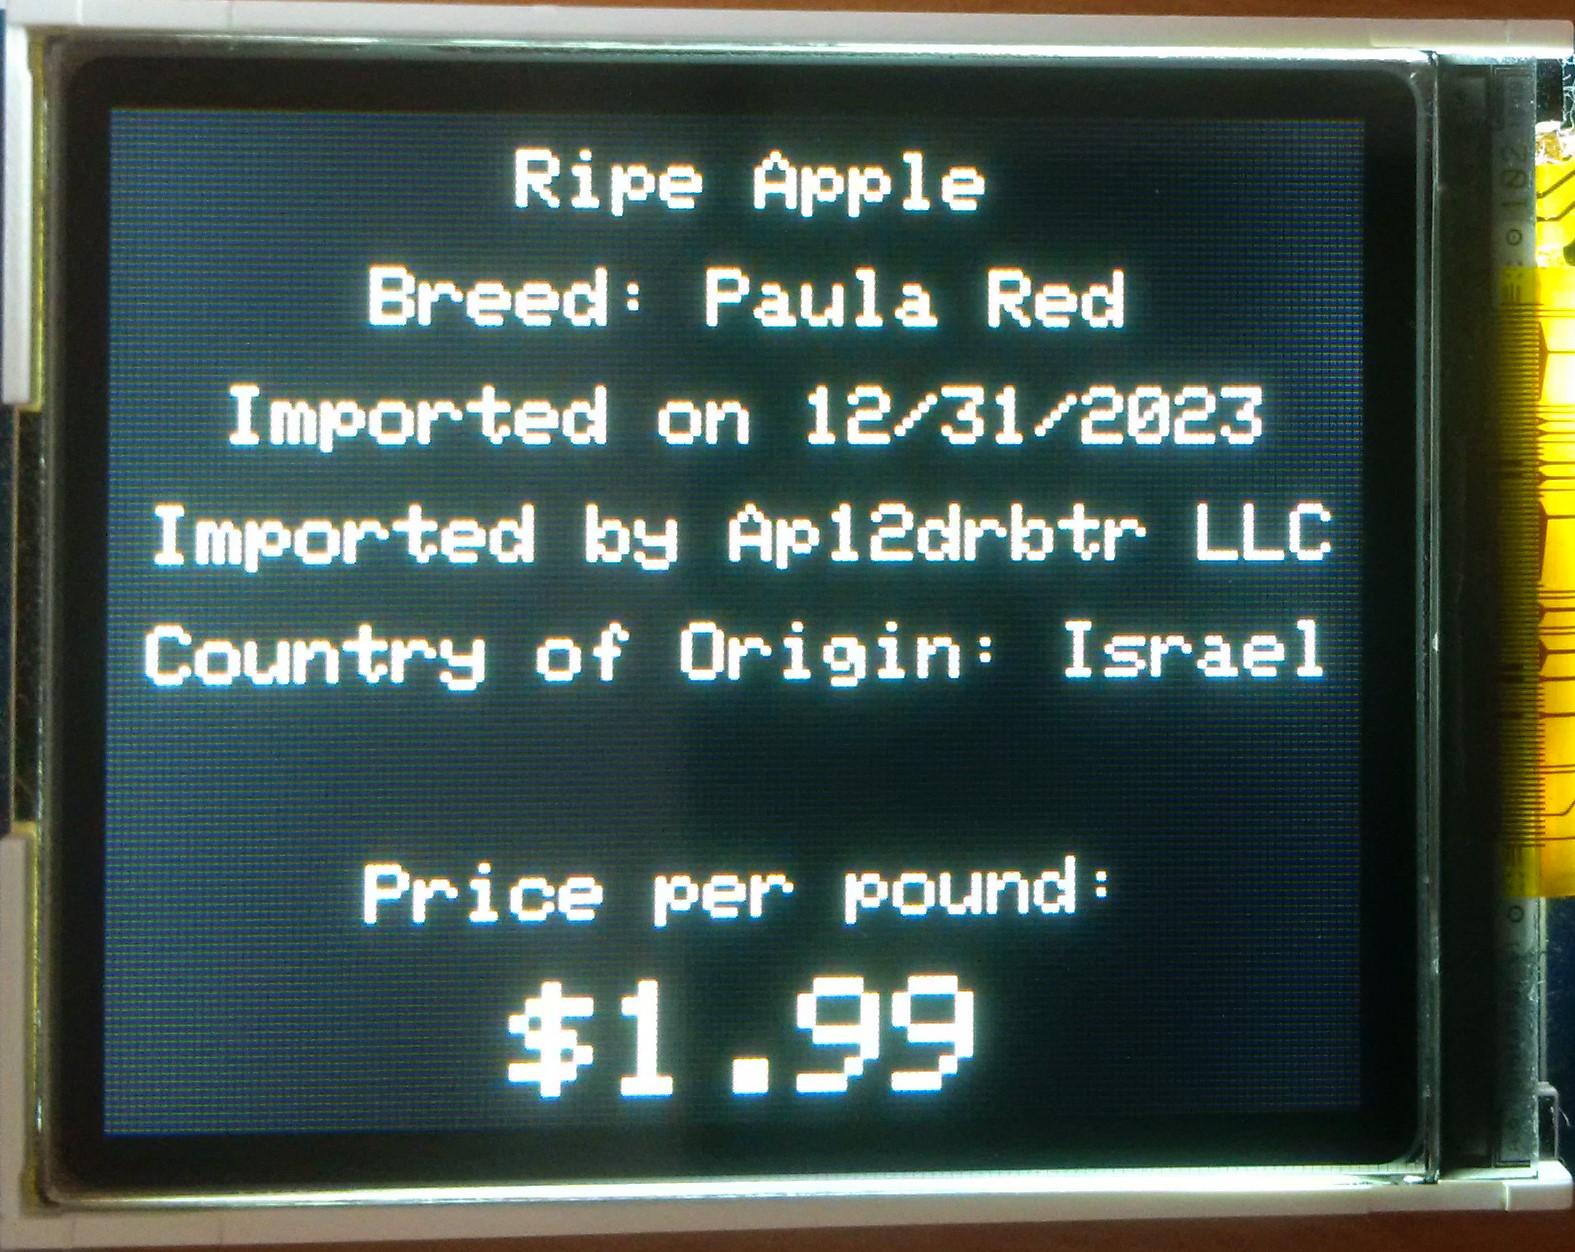 Ripe Apple
Breed: Paula Red
Imported on 12/31/2023
Imported by Ap12drbtr LLC
Country of Origin: Israel
Price per pound:
$1.99